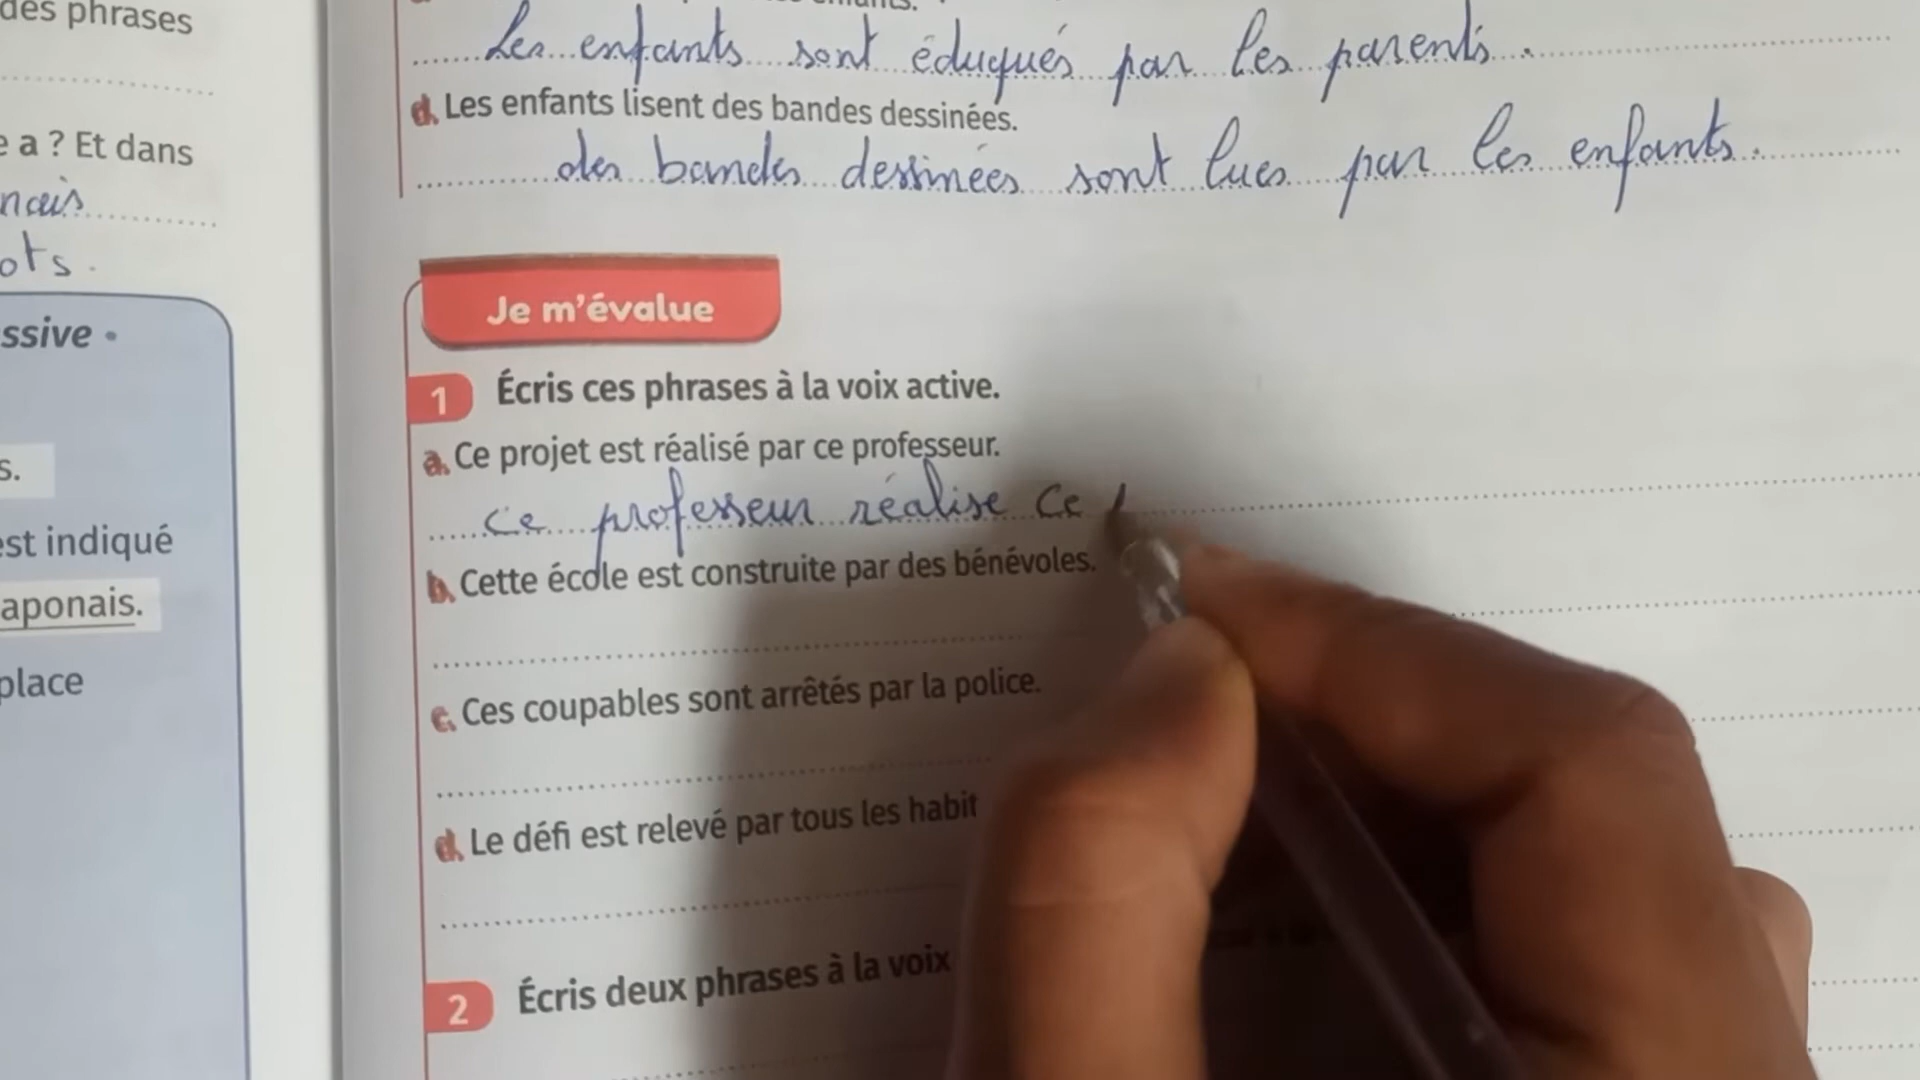 des phrases
Les enfants sont éduqués par les parents.
d. Les enfants lisent des bandes dessinées.
e a ? Et dans
des bandes dessinées sont lues par les enfants.
nais
ots.
Je m'évalue
ssive •
1 Écris ces phrases à la voix active.
a. Ce projet est réalisé par ce professeur.
s.
ce professeur réalise ce
est indiqué
b. Cette école est construite par des bénévoles.
aponais.
place
c. Ces coupables sont arrêtés par la police.
d. Le défi est relevé par tous les habit
2 Écris deux phrases à la voix